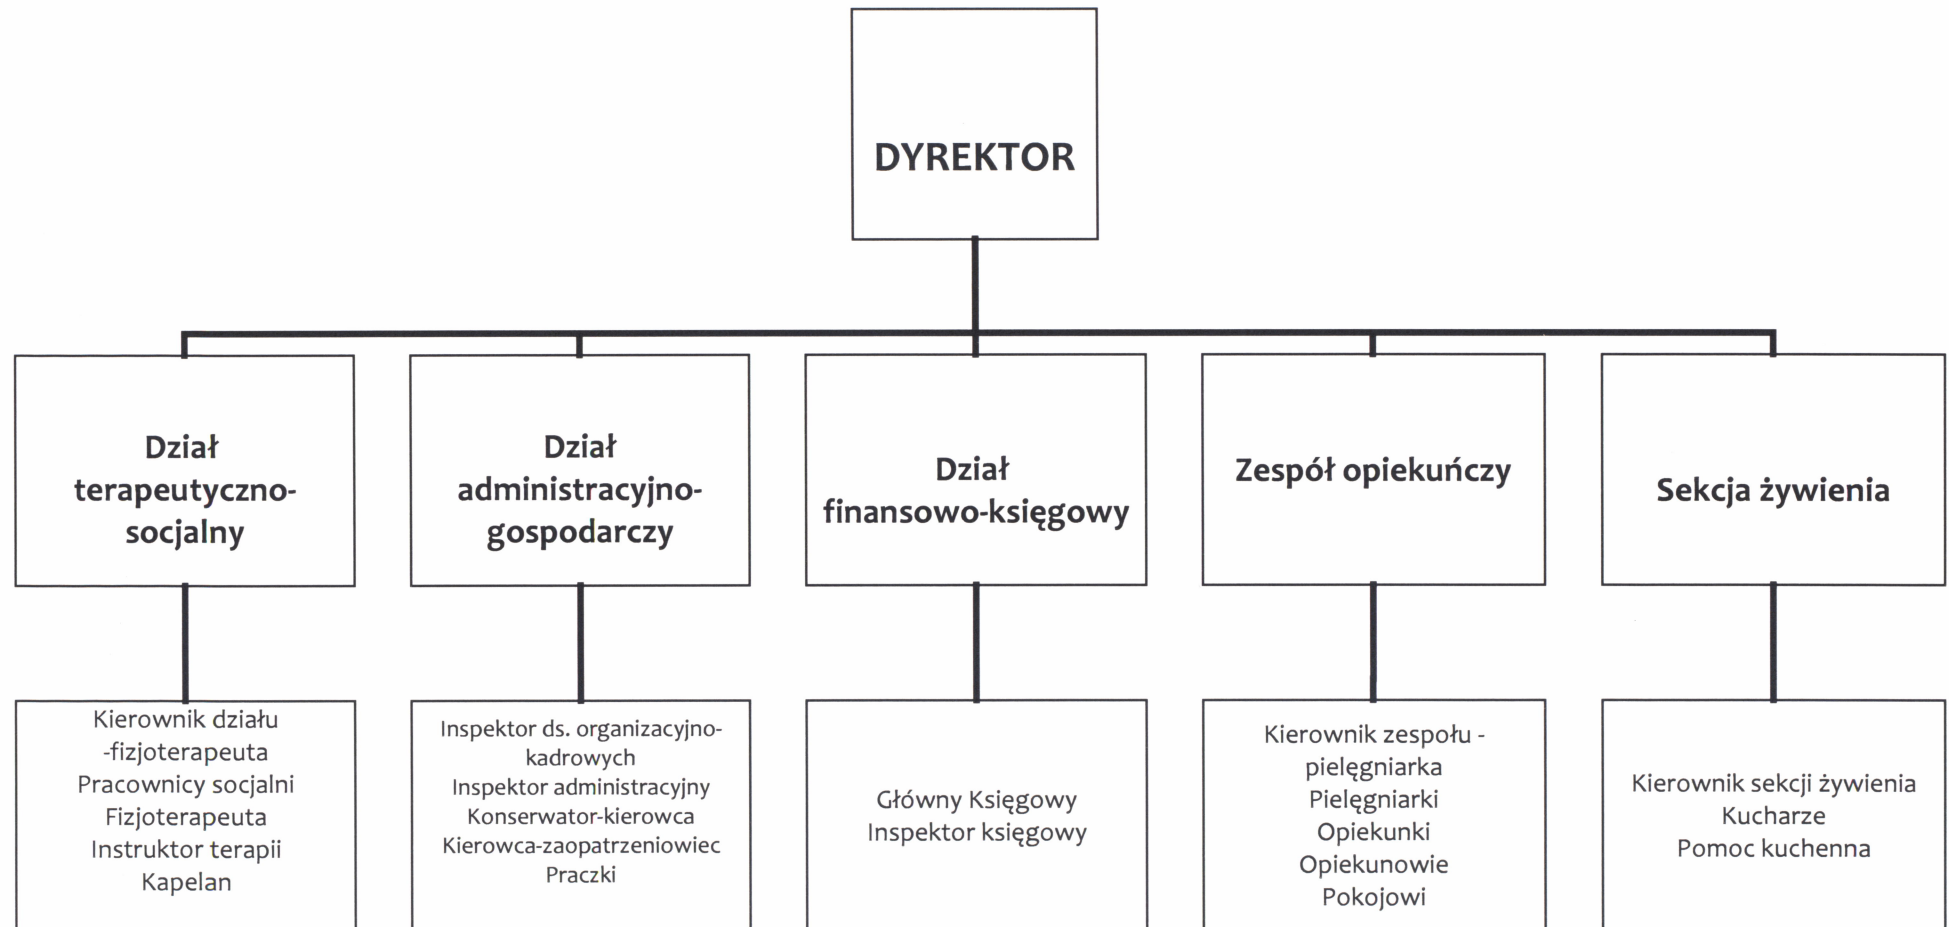 DYREKTOR
Dział
terapeutyczno-
socjalny
Dział
administracyjno-
gospodarczy
Dział
finansowo-księgowy
Zespół opiekuńczy
Sekcja żywienia
Kierownik działu
-fizjoterapeuta
Pracownicy socjalni
Fizjoterapeuta
Instruktor terapii
Kapelan
Inspektor ds. organizacyjno-
kadrowych
Inspektor administracyjny
Konserwator-kierowca
Kierowca-zaopatrzeniowiec
Praczki
Główny Księgowy
Inspektor księgowy
Kierownik zespołu -
pielęgniarka
Pielęgniarki
Opiekunki
Opiekunowie
Pokojowi
Kierownik sekcji żywienia
Kucharze
Pomoc kuchenna